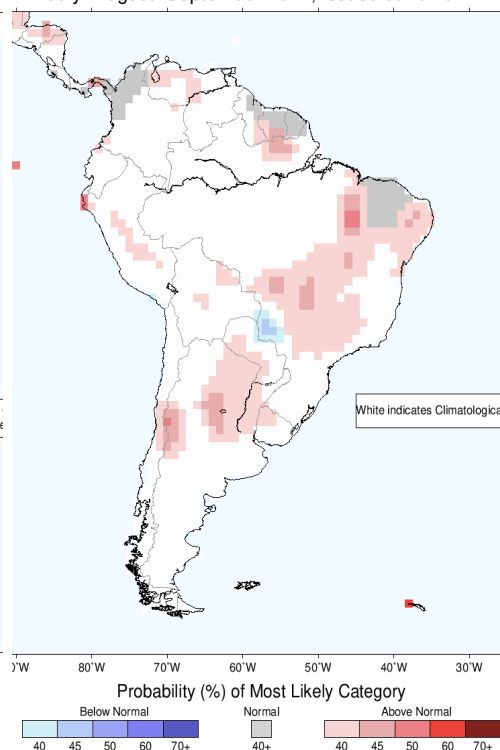 White indicates Climatologica
0°W 80°W 70°W 60°W 50°W 40°W 30°W
Probability (%) of Most Likely Category
Below Normal Normal Above Normal
40 45 50 60 70+ 40+ 40 45 50 60 70+